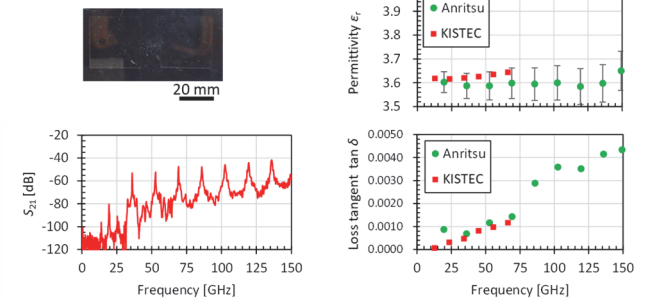 20 mm
3.9
3.8
3.7
3.6
3.5
Permittivity εr
Anritsu
KISTEC
-20
-40
-60
-80
-100
-120
S21 [dB]
0 25 50 75 100 125 150
Frequency [GHz]
0.0050
0.0040
0.0030
0.0020
0.0010
0.0000
Loss tangent tan δ
Anritsu
KISTEC
0 25 50 75 100 125 150
Frequency [GHz]